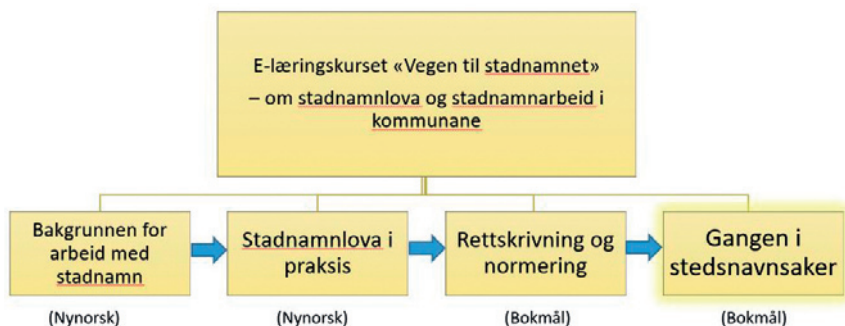 E-læringskurset «Vegen til stadnamnet»
– om stadnamnlova og stadnamnarbeid i
kommunane
Bakgrunnen for
arbeid med
stadnamn
Stadnamnlova i
praksis
Rettskrivning og
normering
Gangen i
stedsnavnsaker
(Nynorsk)
(Nynorsk)
(Bokmål)
(Bokmål)